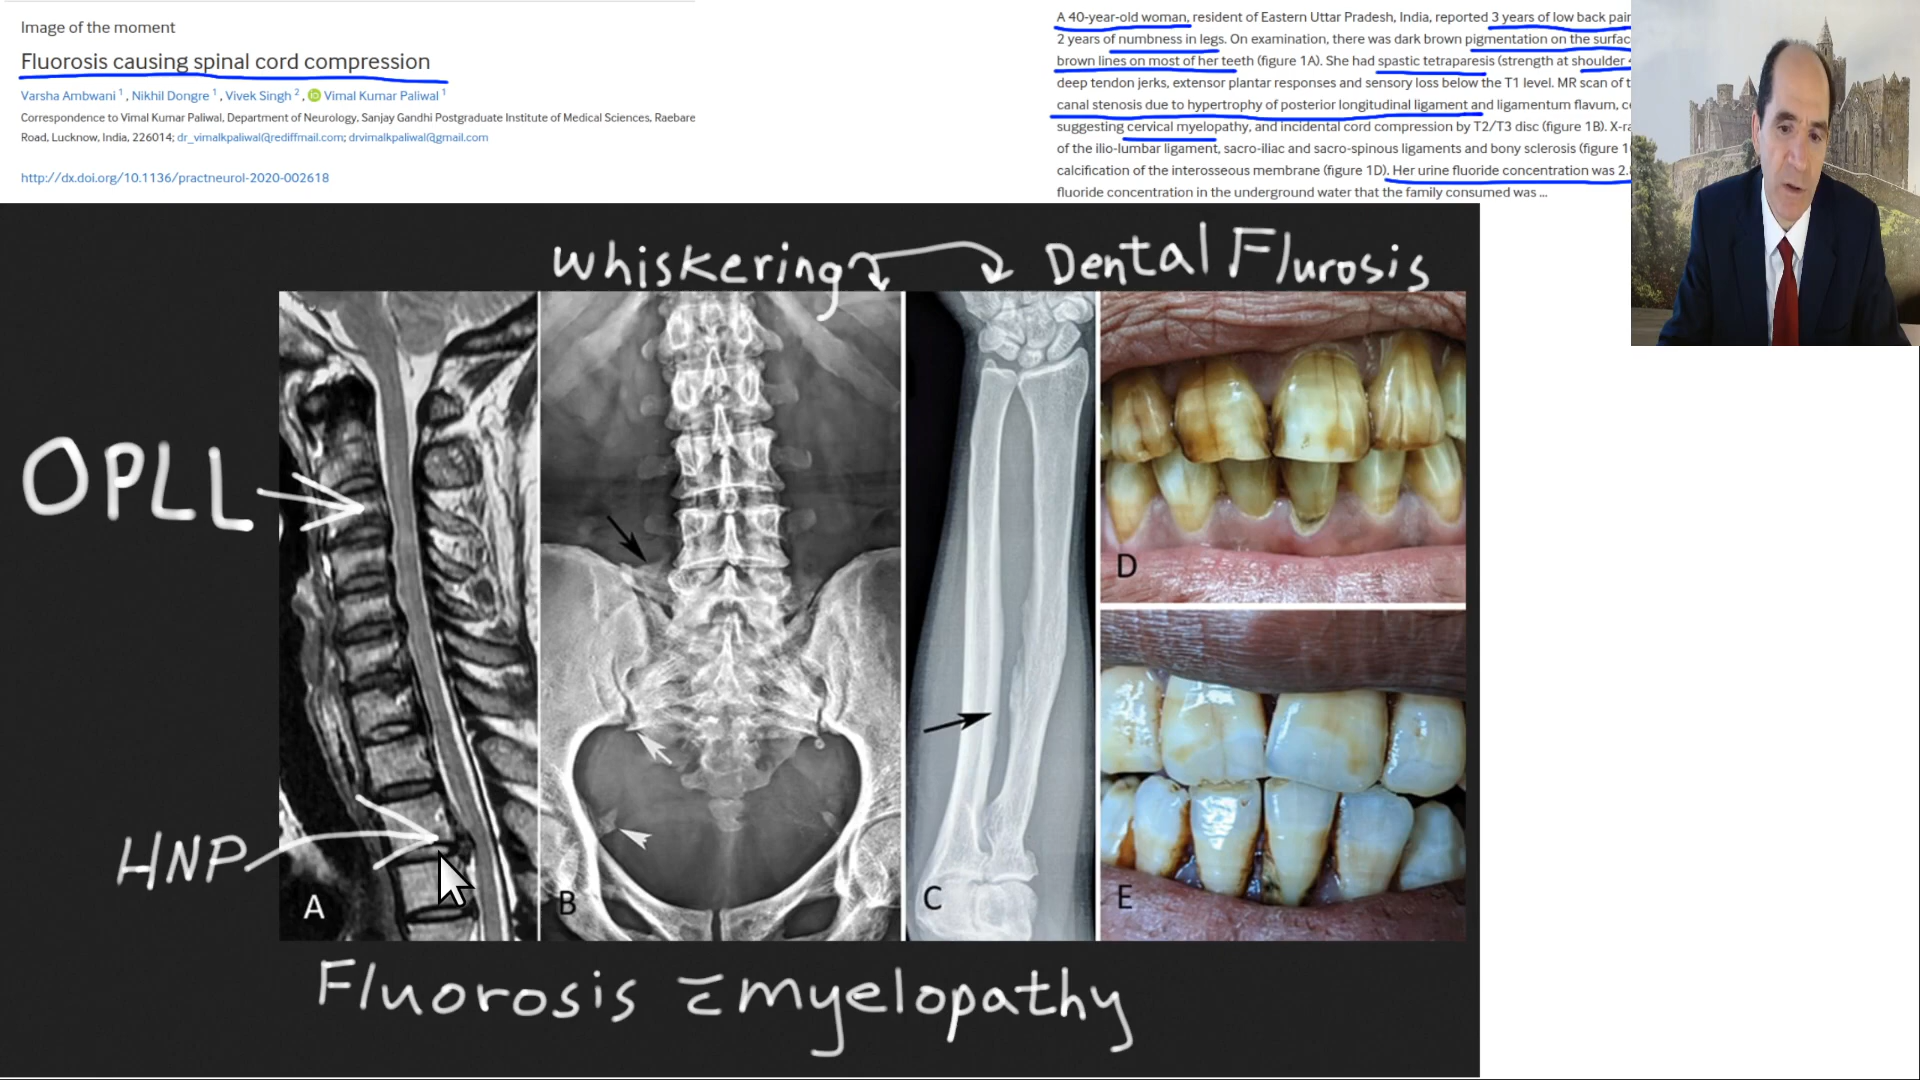 Image of the moment
Fluorosis causing spinal cord compression
Varsha Ambwani 1, Nikhil Dongre 1, Vivek Singh 2, iD Vimal Kumar Paliwal 1
Correspondence to Vimal Kumar Paliwal, Department of Neurology, Sanjay Gandhi Postgraduate Institute of Medical Sciences, Raebare
Road, Lucknow, India, 226014; dr_vimalkpaliwal@rediffmail.com; drvimalkpaliwal@gmail.com
http://dx.doi.org/10.1136/practneurol-2020-002618
A 40-year-old woman, resident of Eastern Uttar Pradesh, India, reported 3 years of low back pain
2 years of numbness in legs. On examination, there was dark brown pigmentation on the surfac
brown lines on most of her teeth (figure 1A). She had spastic tetraparesis (strength at shoulder
deep tendon jerks, extensor plantar responses and sensory loss below the T1 level. MR scan of t
canal stenosis due to hypertrophy of posterior longitudinal ligament and ligamentum flavum, c
suggesting cervical myelopathy, and incidental cord compression by T2/T3 disc (figure 1B). X-ra
of the ilio-lumbar ligament, sacro-iliac and sacro-spinous ligaments and bony sclerosis (figure 1
calcification of the interosseous membrane (figure 1D). Her urine fluoride concentration was 2.
fluoride concentration in the underground water that the family consumed was ...
Whiskering Dental Flurosis
OPLL
HNP
A
B
C
D
E
Fluorosis c̄ myelopathy